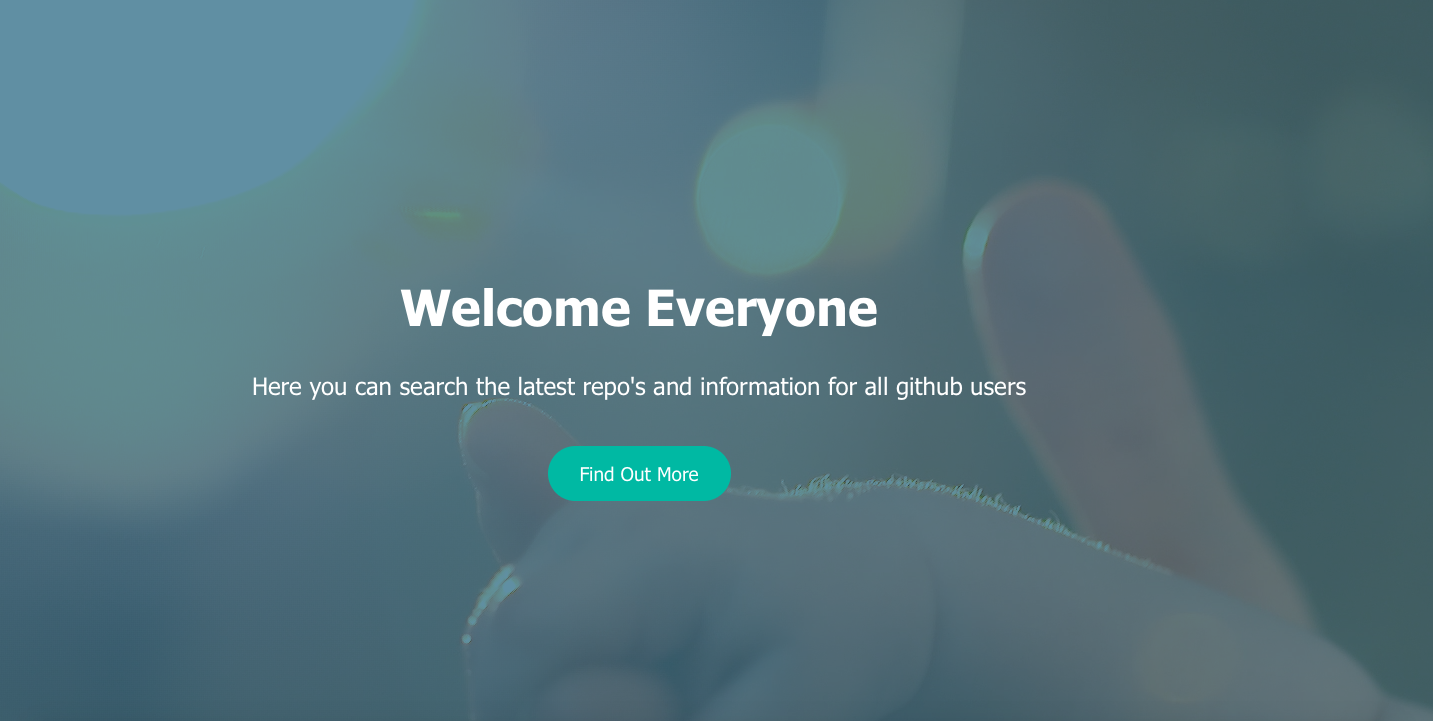 Welcome Everyone
Here you can search the latest repo's and information for all github users
Find Out More